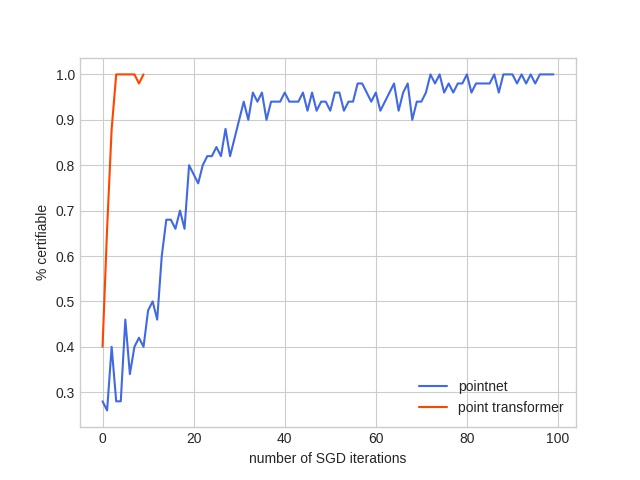 1.0
0.9
0.8
0.7
0.6
0.5
0.4
0.3
% certifiable
pointnet
point transformer
0 20 40 60 80 100
number of SGD iterations